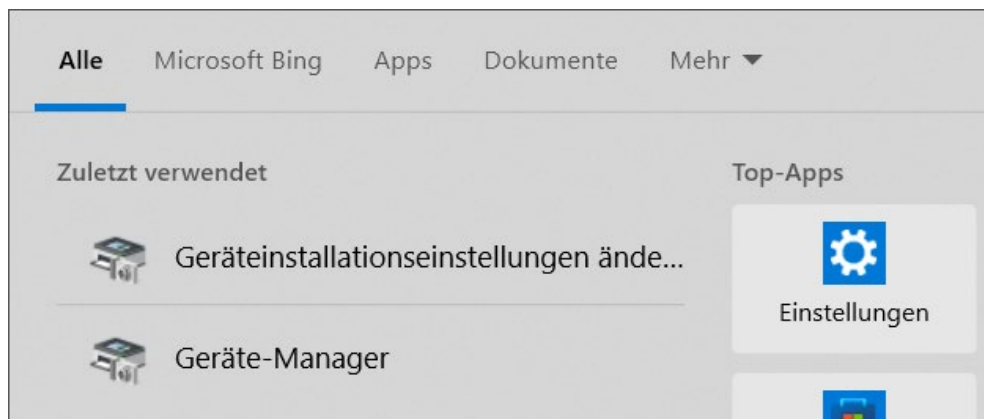 Alle Microsoft Bing Apps Dokumente Mehr
Zuletzt verwendet
Geräteinstallationseinstellungen ände...
Geräte-Manager
Top-Apps
Einstellungen